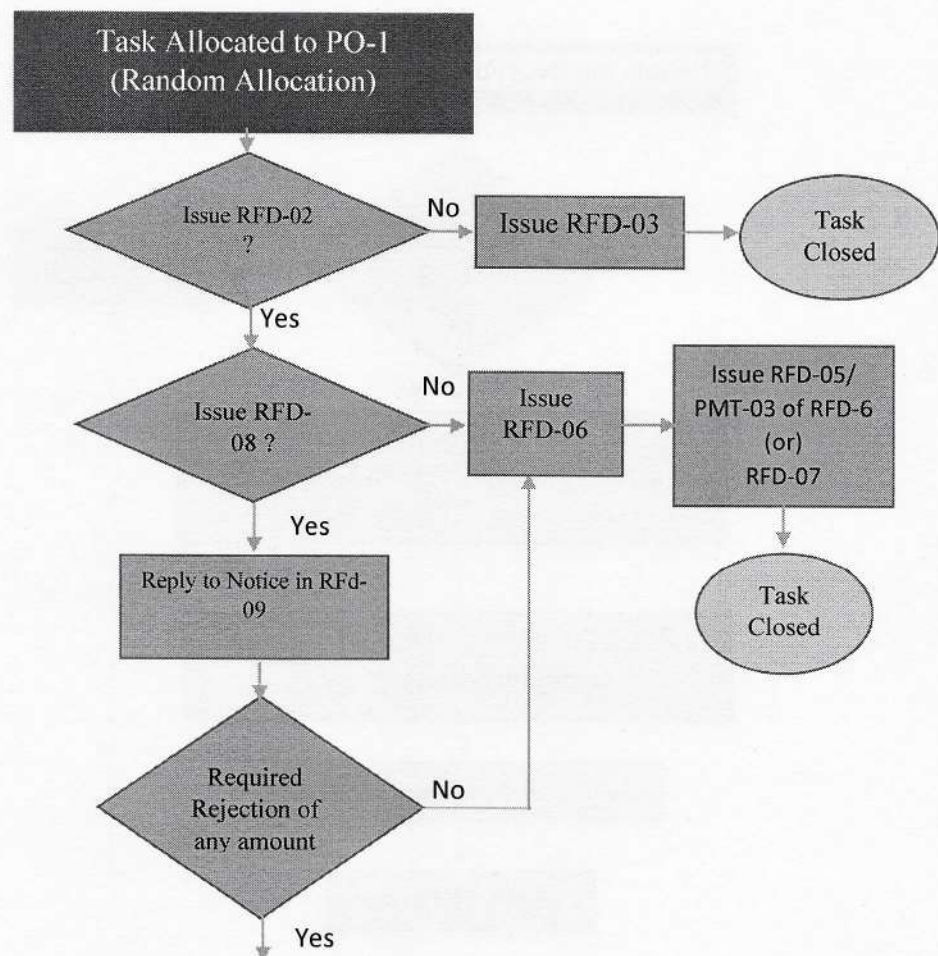 Task Allocated to PO-1
(Random Allocation)
Issue RFD-02
?
No
Issue RFD-03
Task
Closed
Yes
Issue RFD-
08 ?
No
Issue
RFD-06
Issue RFD-05/
PMT-03 of RFD-6
(or)
RFD-07
Yes
Reply to Notice in RFd-
09
Task
Closed
Required
Rejection of
any amount
No
Yes